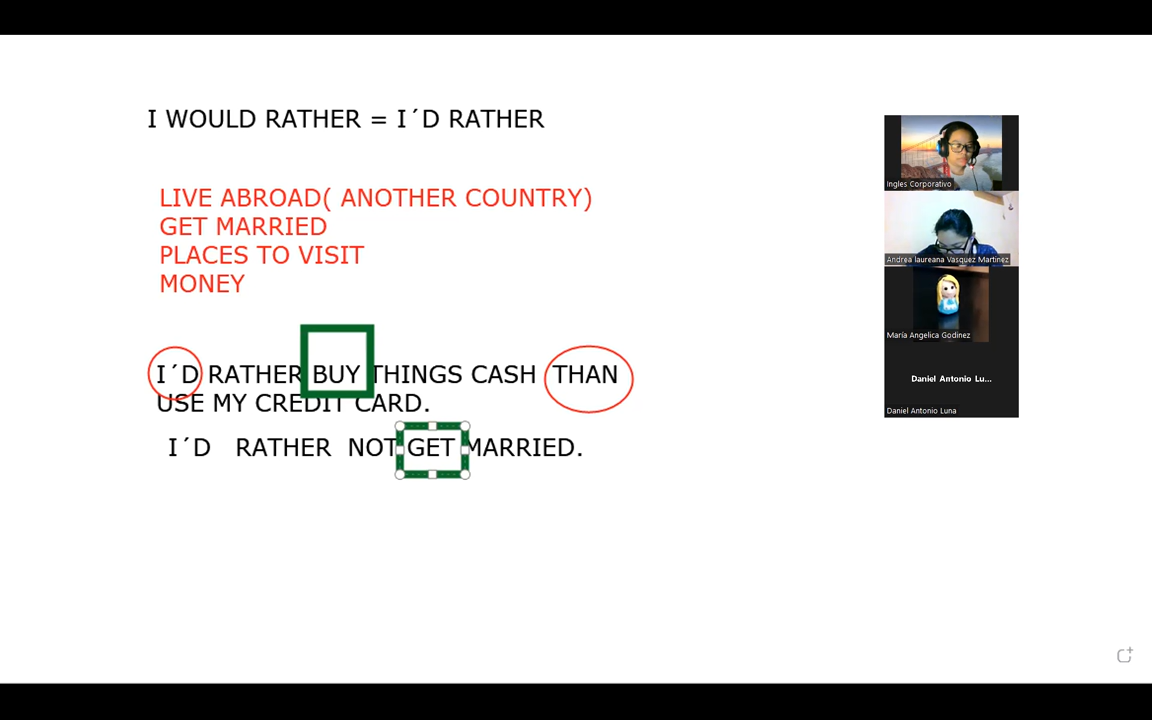 I WOULD RATHER = I´D RATHER
LIVE ABROAD( ANOTHER COUNTRY)
GET MARRIED
PLACES TO VISIT
MONEY
I´D RATHER BUY THINGS CASH THAN
USE MY CREDIT CARD.
I´D RATHER NOT GET MARRIED.
Ingles Corporativo
Andrea laureana Vasquez Martinez
María Angelica Godinez
Daniel Antonio Lu...
Daniel Antonio Luna